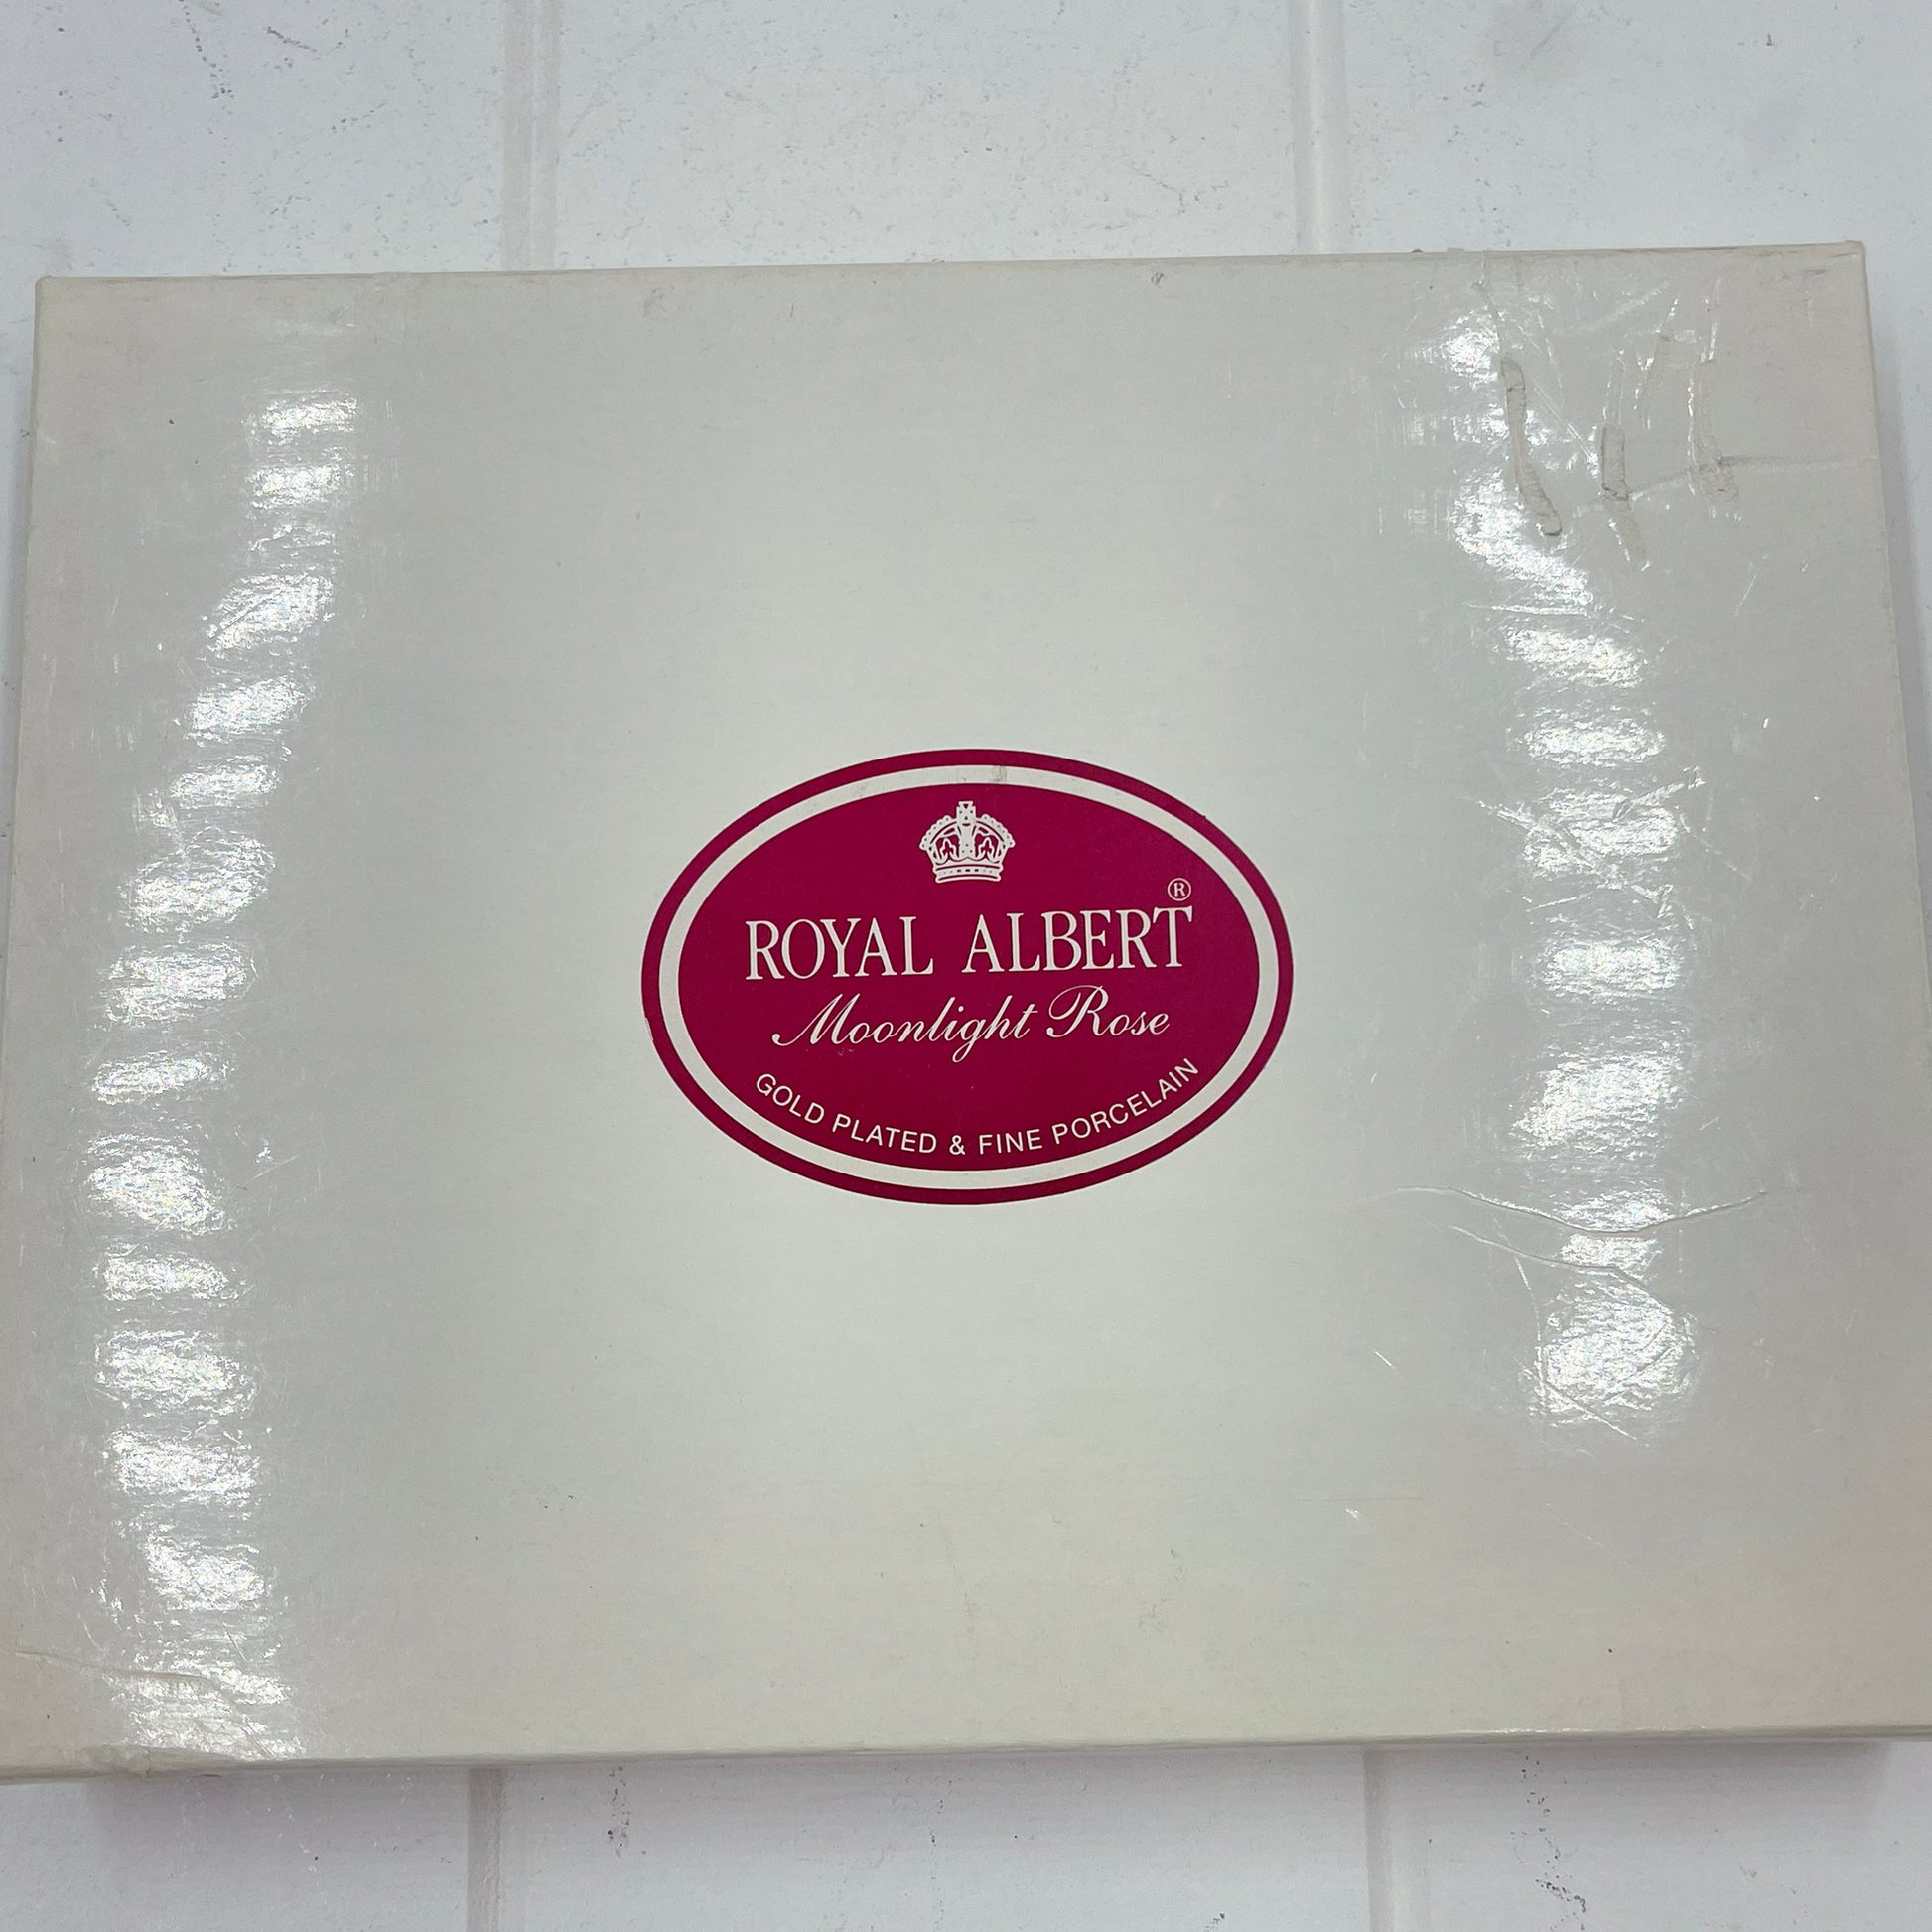 ROYAL ALBERT®
Moonlight Rose
GOLD PLATED & FINE PORCELAIN